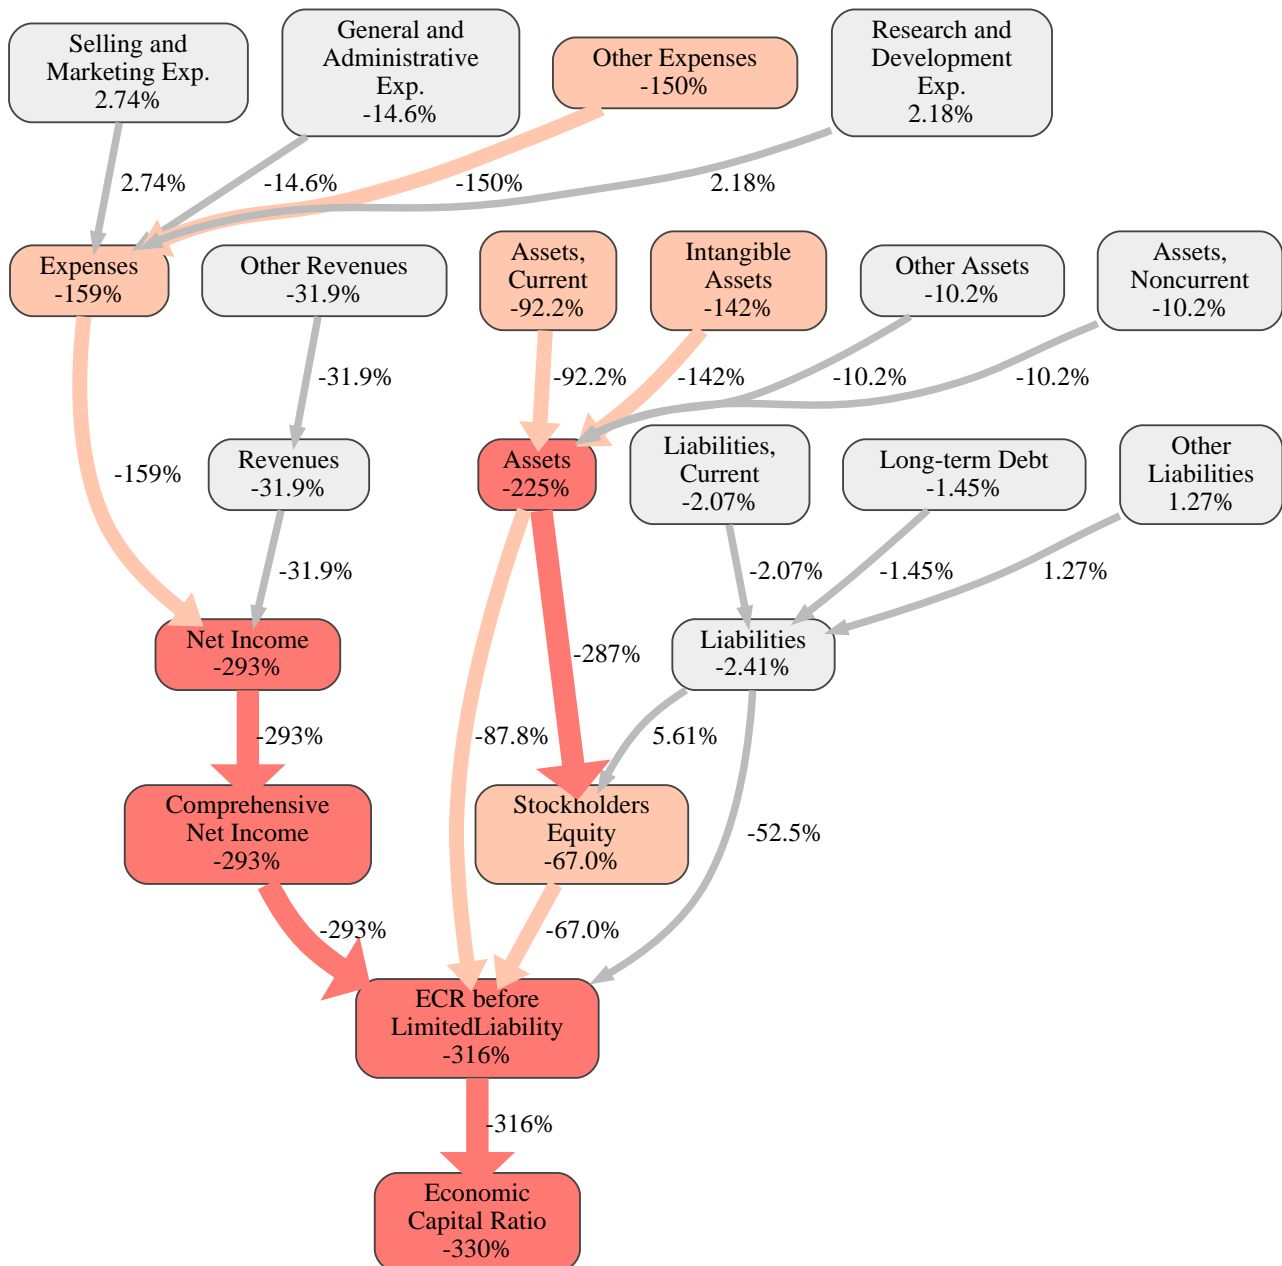 Selling and
Marketing Exp.
2.74%
General and
Administrative
Exp.
-14.6%
Other Expenses
-150%
Research and
Development
Exp.
2.18%
2.74%
-14.6%
-150%
2.18%
Expenses
-159%
Other Revenues
-31.9%
Assets,
Current
-92.2%
Intangible
Assets
-142%
Other Assets
-10.2%
Assets,
Noncurrent
-10.2%
-31.9%
-92.2%
-142%
-10.2%
-10.2%
-159%
Revenues
-31.9%
Assets
-225%
Liabilities,
Current
-2.07%
Long-term Debt
-1.45%
Other
Liabilities
1.27%
-31.9%
-2.07%
-1.45%
1.27%
Net Income
-293%
-287%
Liabilities
-2.41%
-293%
-87.8%
5.61%
-52.5%
Comprehensive
Net Income
-293%
Stockholders
Equity
-67.0%
-293%
-67.0%
ECR before
LimitedLiability
-316%
-316%
Economic
Capital Ratio
-330%